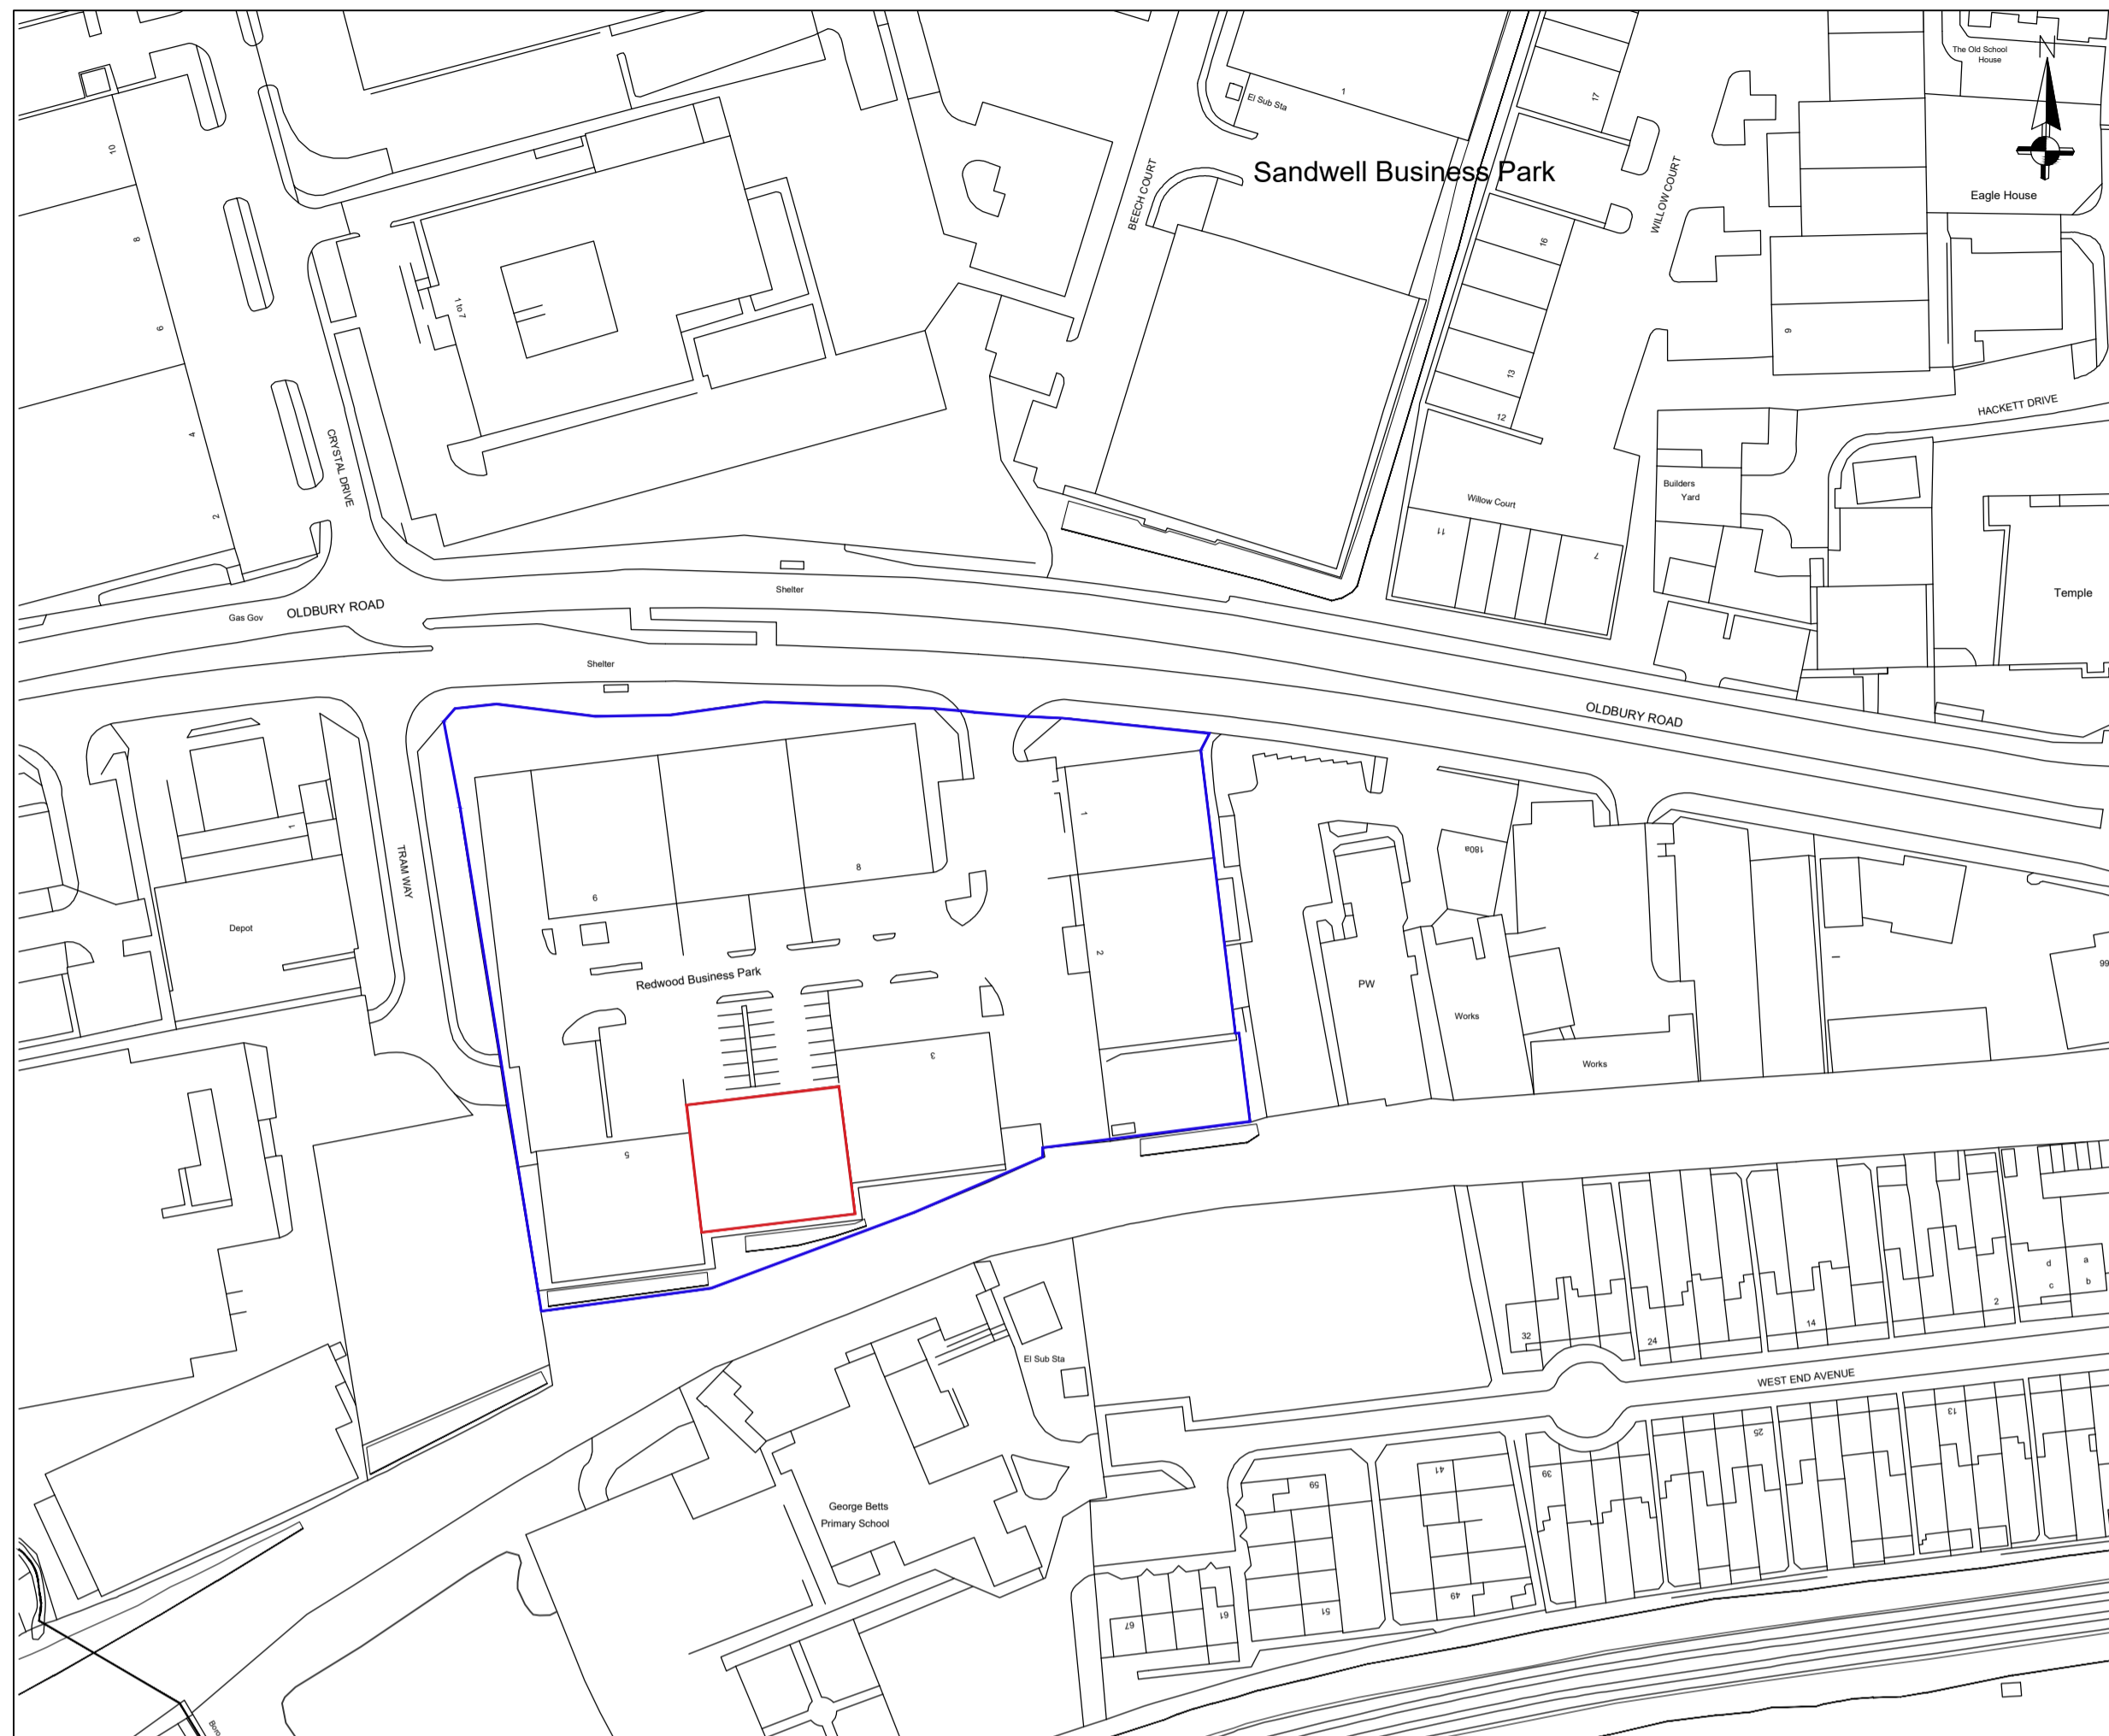 The Old School
House
N
10
El Sub Sta
1
17
Sandwell Business Park
BEECH COURT
WILLOW COURT
Eagle House
8
16
1 to 7
6
9
13
12
HACKETT DRIVE
4
CRYSTAL DRIVE
Builders
Yard
Willow Court
2
11
7
Shelter
Temple
Gas Gov
OLDBURY ROAD
Shelter
OLDBURY ROAD
1
1
180a
TRAM WAY
6
8
Depot
2
99
Redwood Business Park
PW
Works
3
Works
5
d
a
c
b
32
24
14
2
El Sub Sta
WEST END AVENUE
13
25
41
39
59
George Betts
Primary School
49
51
61
67